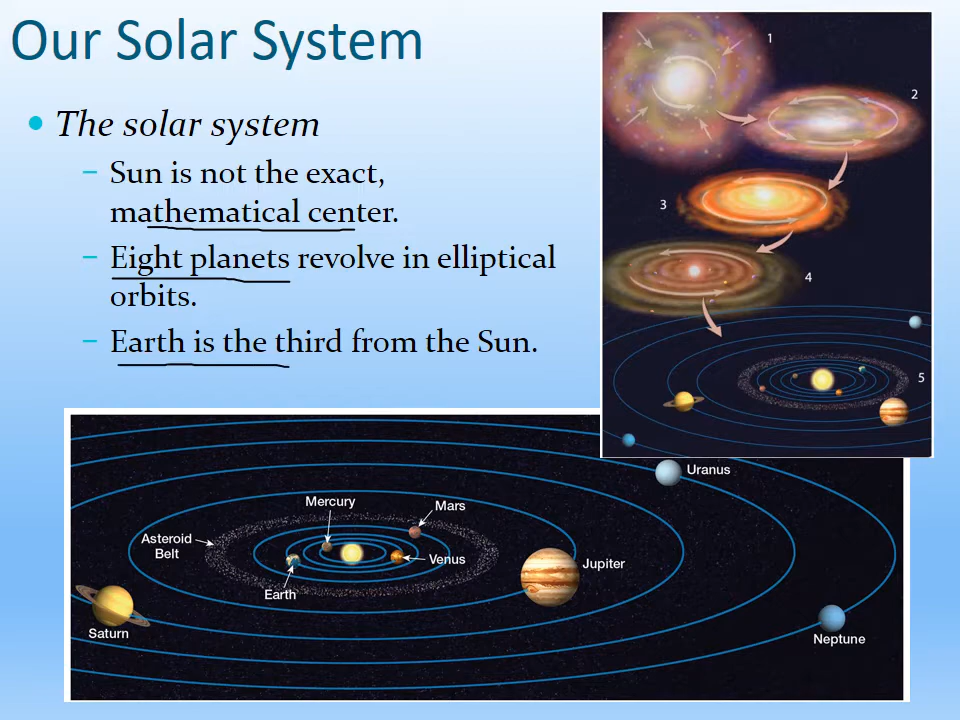 Our Solar System
• The solar system
– Sun is not the exact,
mathematical center.
– Eight planets revolve in elliptical
orbits.
– Earth is the third from the Sun.
1
2
3
4
5
Uranus
Mercury
Mars
Asteroid
Belt
Venus
Jupiter
Earth
Saturn
Neptune